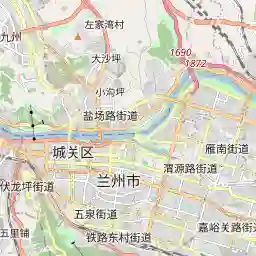 左家湾村
九州
1690
大沙坪
1872
小沟坪
盐场路街道
城关区
雁南街道
渭源路街道
兰州市
伏龙坪街道
五泉街道
嘉峪关路街道
五里铺
铁路东村街道